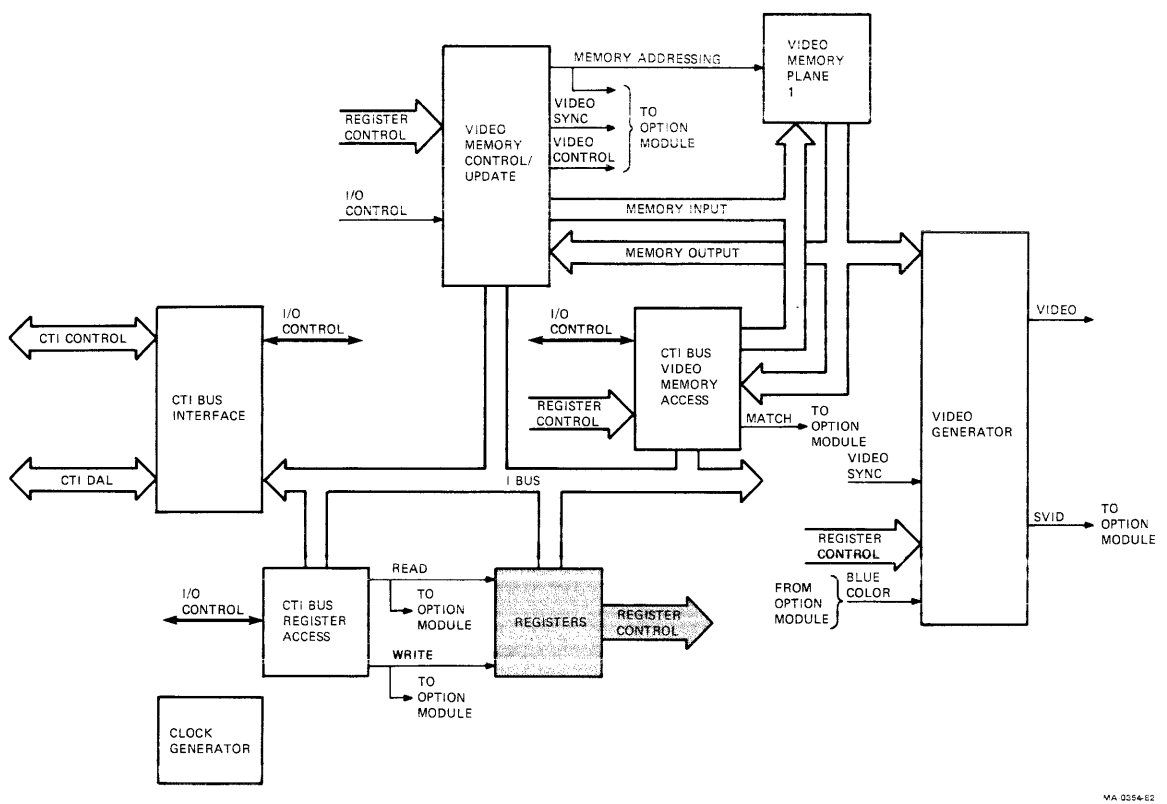 MEMORY ADDRESSING
VIDEO
MEMORY
PLANE
1
REGISTER
CONTROL
VIDEO
MEMORY
CONTROL/
UPDATE
VIDEO
SYNC
VIDEO
CONTROL
TO
OPTION
MODULE
I/O
CONTROL
MEMORY INPUT
MEMORY OUTPUT
CTI CONTROL
I/O
CONTROL
CTI BUS
INTERFACE
CTI DAL
I/O
CONTROL
CTI BUS
VIDEO
MEMORY
ACCESS
REGISTER
CONTROL
MATCH
TO
OPTION
MODULE
VIDEO
GENERATOR
VIDEO
VIDEO
SYNC
SVID
TO
OPTION
MODULE
REGISTER
CONTROL
FROM
OPTION
MODULE
BLUE
COLOR
I BUS
I/O
CONTROL
CTI BUS
REGISTER
ACCESS
READ
TO
OPTION
MODULE
WRITE
TO
OPTION
MODULE
REGISTERS
REGISTER
CONTROL
CLOCK
GENERATOR
MA 0354-82